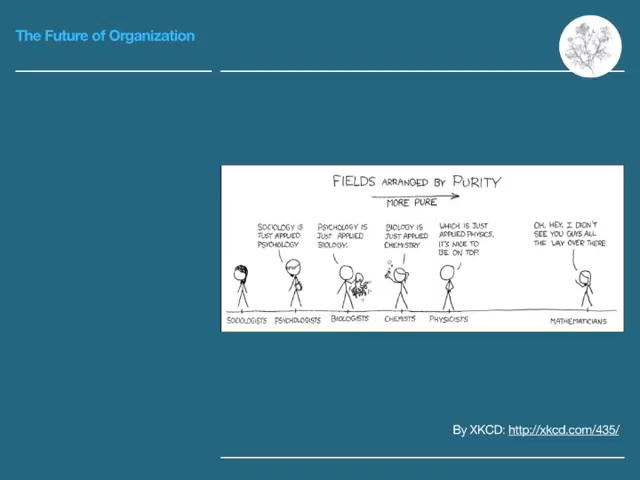 The Future of Organization
FIELDS ARRANGED BY PURITY
MORE PURE
SOCIOLOGY IS
JUST APPLIED
PSYCHOLOGY
PSYCHOLOGY IS
JUST APPLIED
BIOLOGY.
BIOLOGY IS
JUST APPLIED
CHEMISTRY
WHICH IS JUST
APPLIED PHYSICS.
IT'S NICE TO
BE ON TOP.
OH, HEY, I DIDN'T
SEE YOU GUYS ALL
THE WAY OVER THERE.
SOCIOLOGISTS
PSYCHOLOGISTS
BIOLOGISTS
CHEMISTS
PHYSICISTS
MATHEMATICIANS
By XKCD: http://xkcd.com/435/